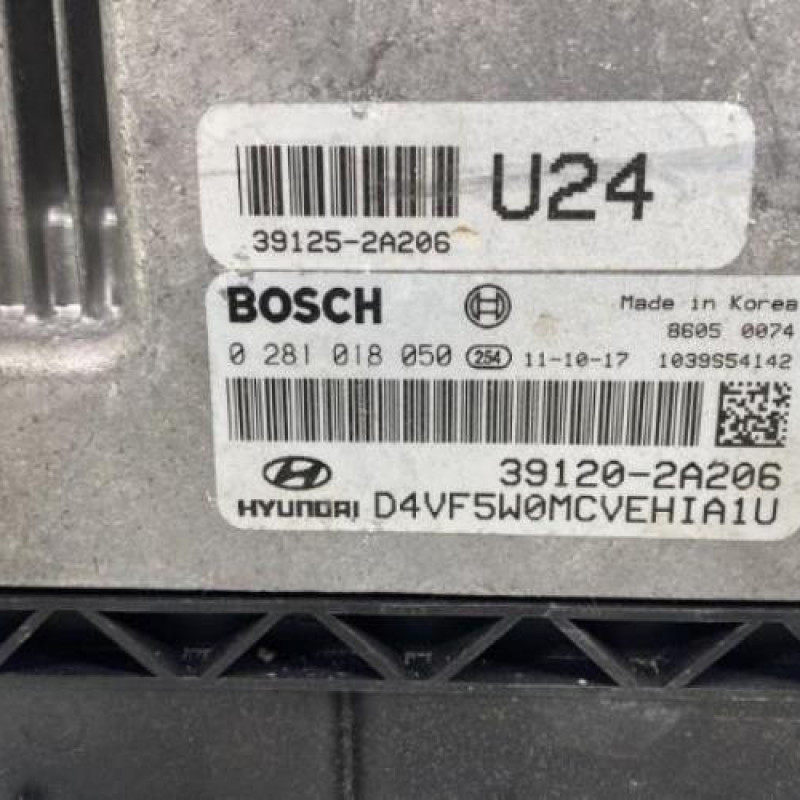 U24
39125-2A206
BOSCH
Made in Korea
8605 0074
0 281 018 050 254 11-10-17 1039S54142
39120-2A206
HYUNDAI D4VF5W0MCVEHIA1U